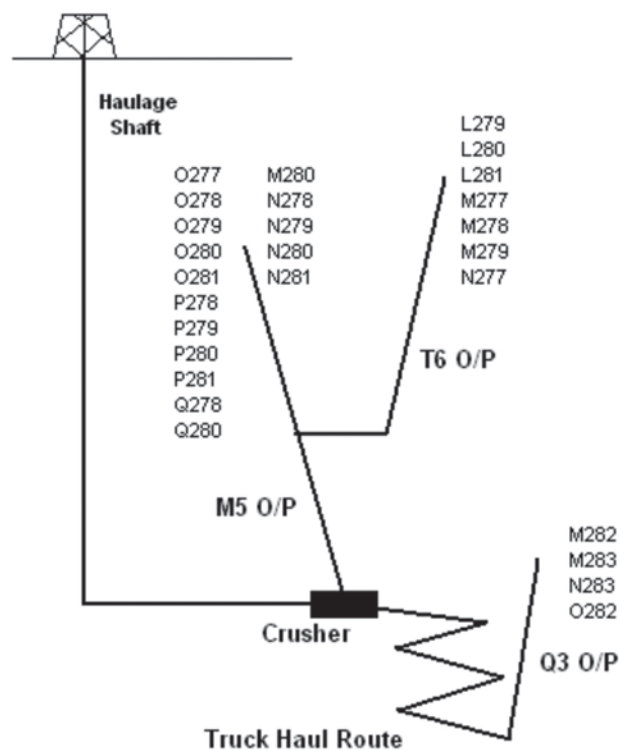 Haulage
Shaft
L279
L280
L281
M277
M278
M279
N277
O277
O278
O279
O280
O281
P278
P279
P280
P281
Q278
Q280
M280
N278
N279
N280
N281
T6 O/P
M5 O/P
M282
M283
N283
O282
Crusher
Q3 O/P
Truck Haul Route